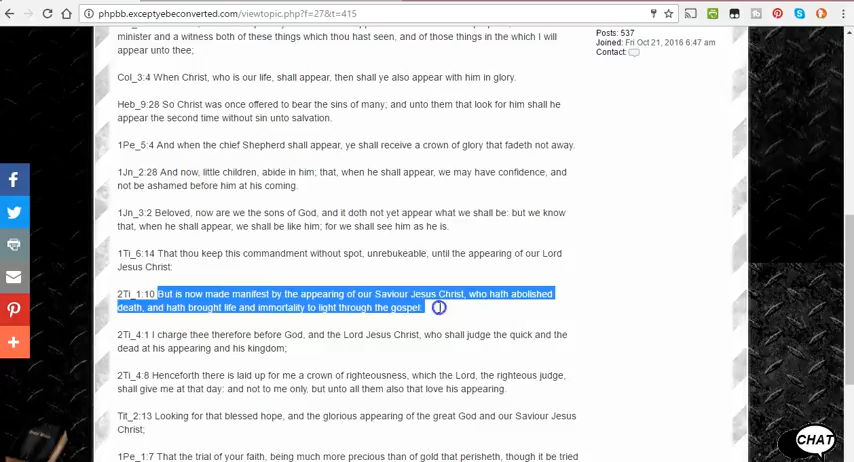 phpbb.exceptyebeconverted.com/viewtopic.php?f=27&t=415
minister and a witness both of these things which thou hast seen, and of those things in the which I will
appear unto thee;
Posts: 537
Joined: Fri Oct 21, 2016 6:47 am
Contact:
Col_3:4 When Christ, who is our life, shall appear, then shall ye also appear with him in glory.
Heb_9:28 So Christ was once offered to bear the sins of many; and unto them that look for him shall he
appear the second time without sin unto salvation.
1Pe_5:4 And when the chief Shepherd shall appear, ye shall receive a crown of glory that fadeth not away.
1Jn_2:28 And now, little children, abide in him; that, when he shall appear, we may have confidence, and
not be ashamed before him at his coming.
1Jn_3:2 Beloved, now are we the sons of God, and it doth not yet appear what we shall be: but we know
that, when he shall appear, we shall be like him; for we shall see him as he is.
1Ti_6:14 That thou keep this commandment without spot, unrebukeable, until the appearing of our Lord
Jesus Christ:
2Ti_1:10 But is now made manifest by the appearing of our Saviour Jesus Christ, who hath abolished
death, and hath brought life and immortality to light through the gospel:
2Ti_4:1 I charge thee therefore before God, and the Lord Jesus Christ, who shall judge the quick and the
dead at his appearing and his kingdom;
2Ti_4:8 Henceforth there is laid up for me a crown of righteousness, which the Lord, the righteous judge,
shall give me at that day: and not to me only, but unto all them also that love his appearing.
Tit_2:13 Looking for that blessed hope, and the glorious appearing of the great God and our Saviour Jesus
Christ;
1Pe_1:7 That the trial of your faith, being much more precious than of gold that perisheth, though it be tried
CHAT